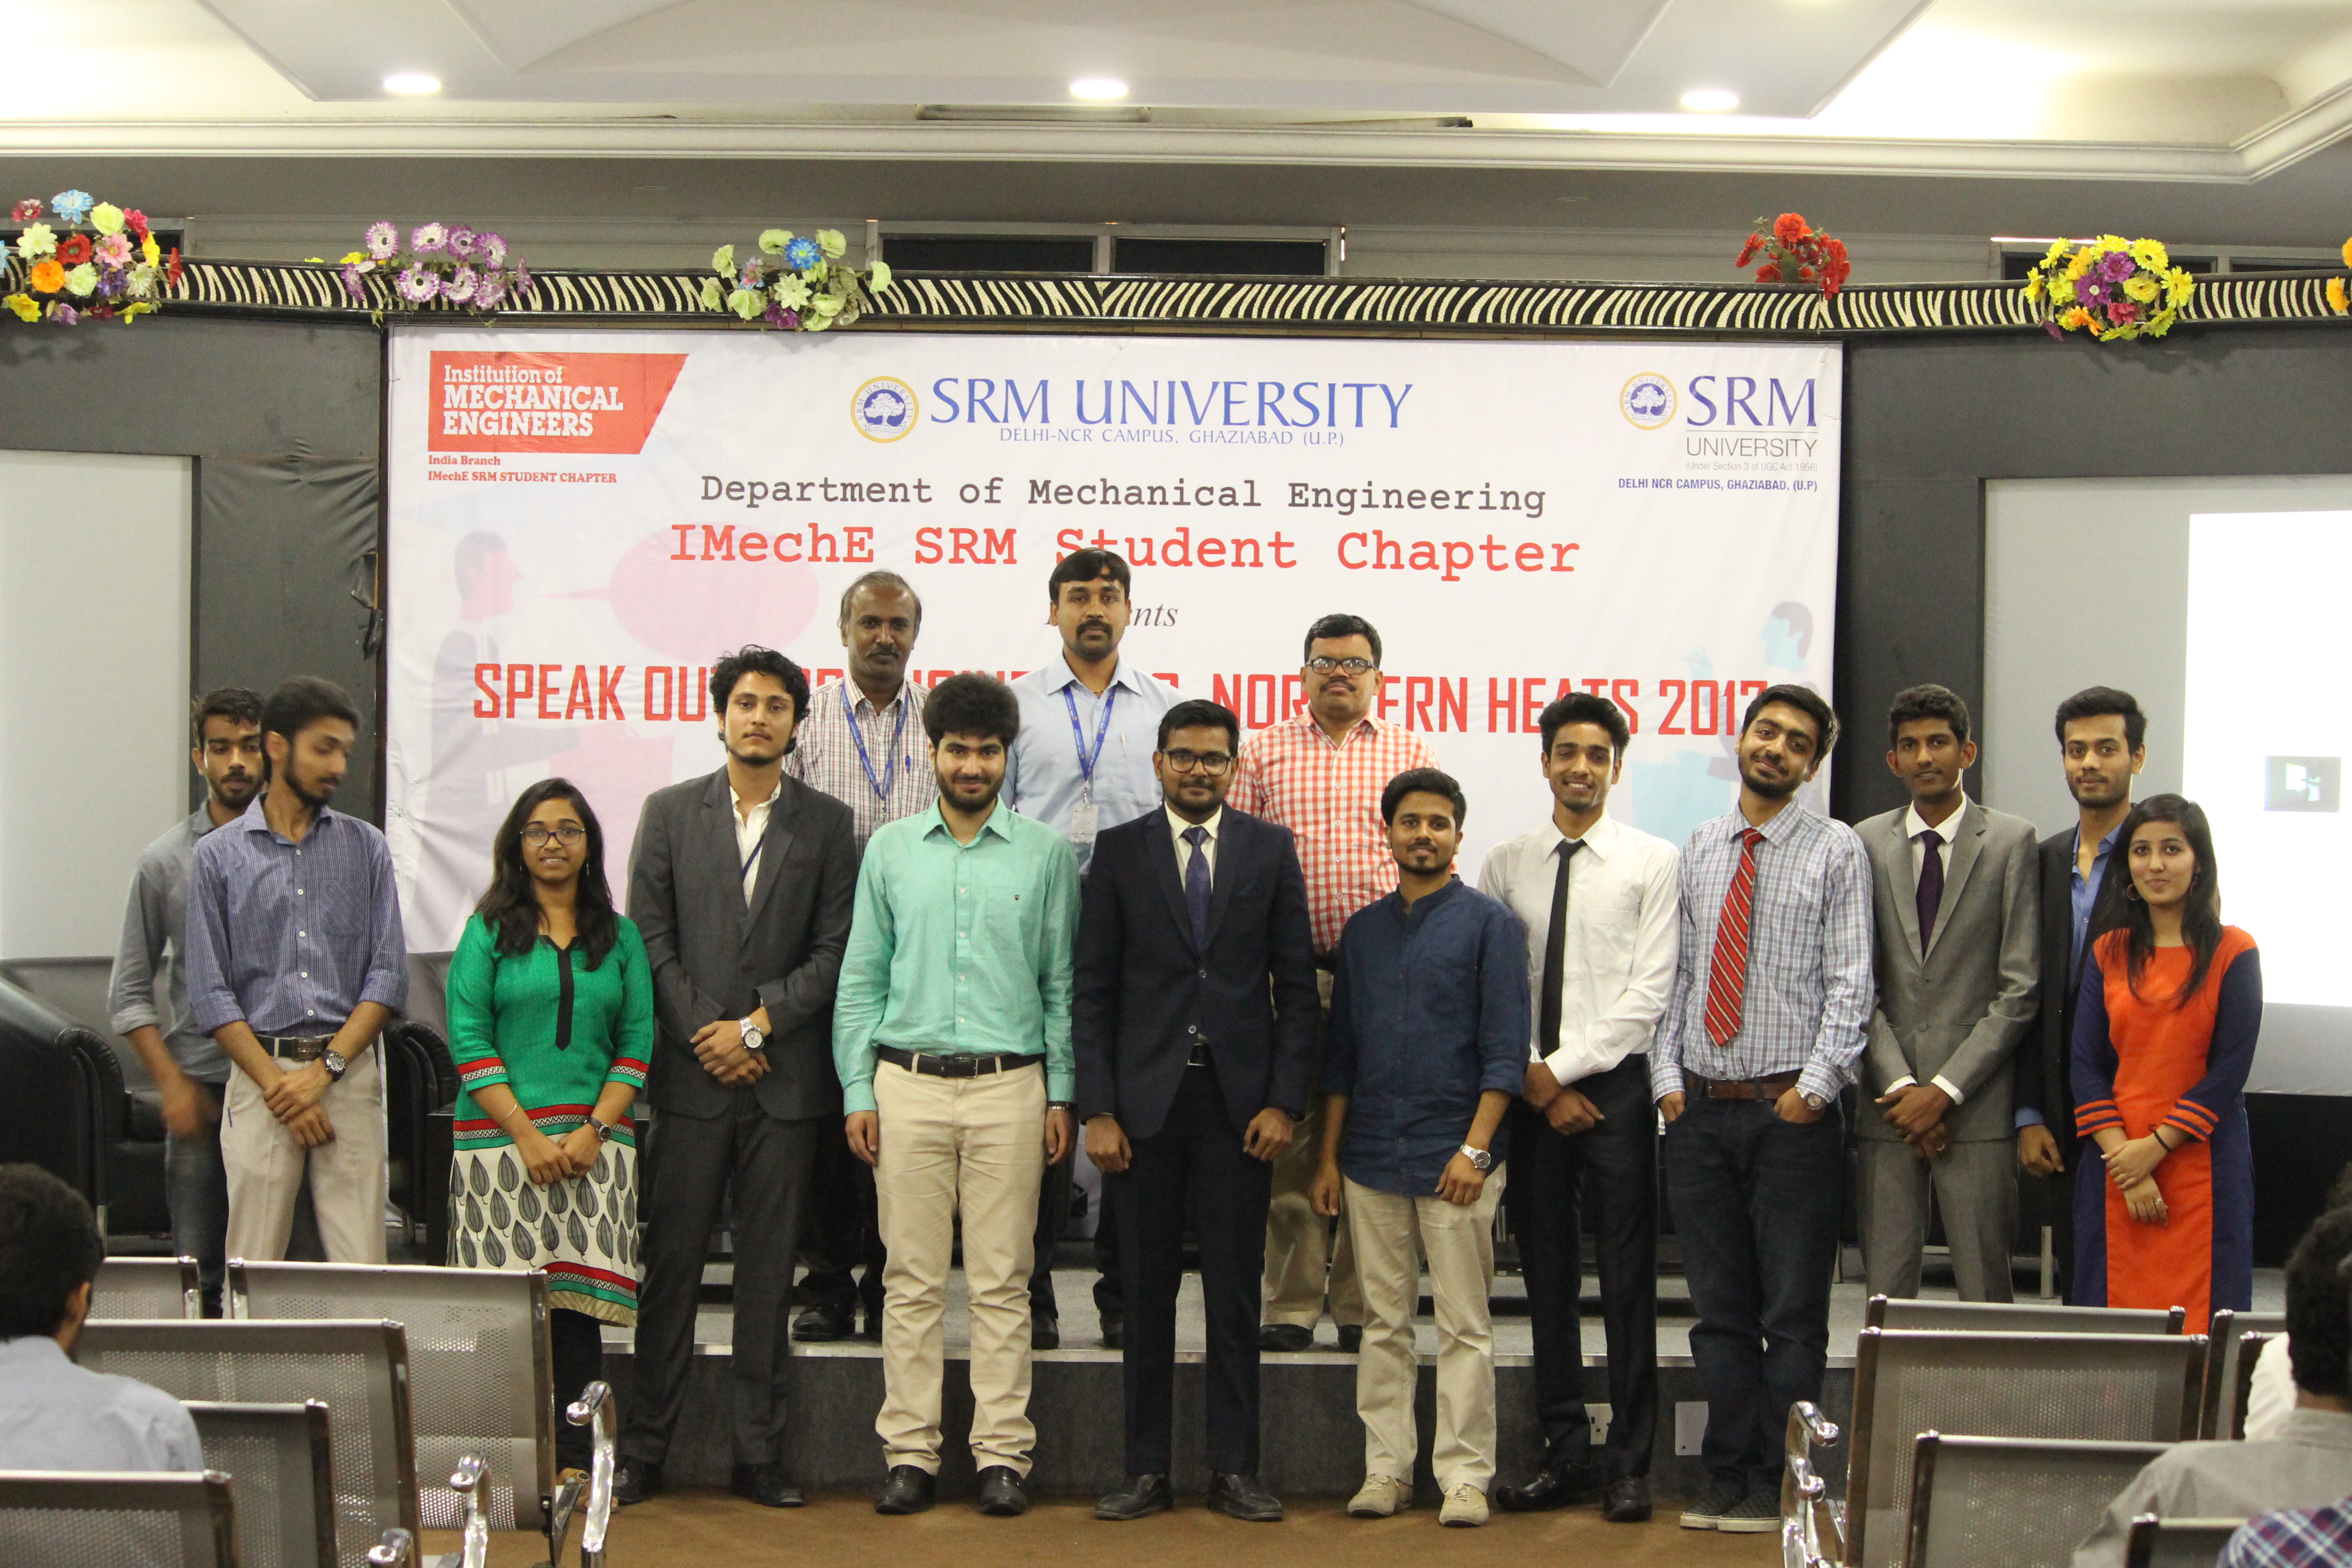 Institution of
MECHANICAL
ENGINEERS
India Branch
IMechE SRM STUDENT CHAPTER
SRM UNIVERSITY
DELHI-NCR CAMPUS, GHAZIABAD (U.P.)
SRM
UNIVERSITY
(Under Section 3 of UGC Act 1956)
DELHI NCR CAMPUS, GHAZIABAD, (U.P)
Department of Mechanical Engineering
IMechE SRM Student Chapter
SPEAK HEATS 2017